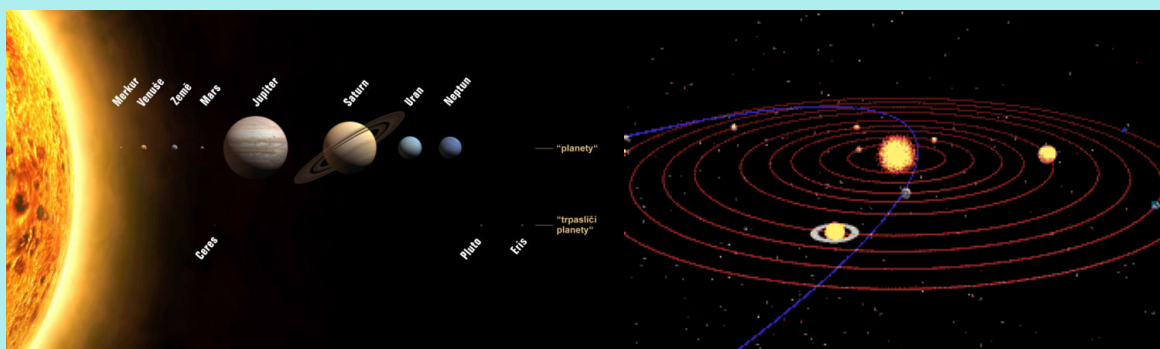 Merkur
Venuše
Země
Mars
Jupiter
Saturn
Uran
Neptun
"planety"
"trpasličí
planety"
Ceres
Pluto
Eris